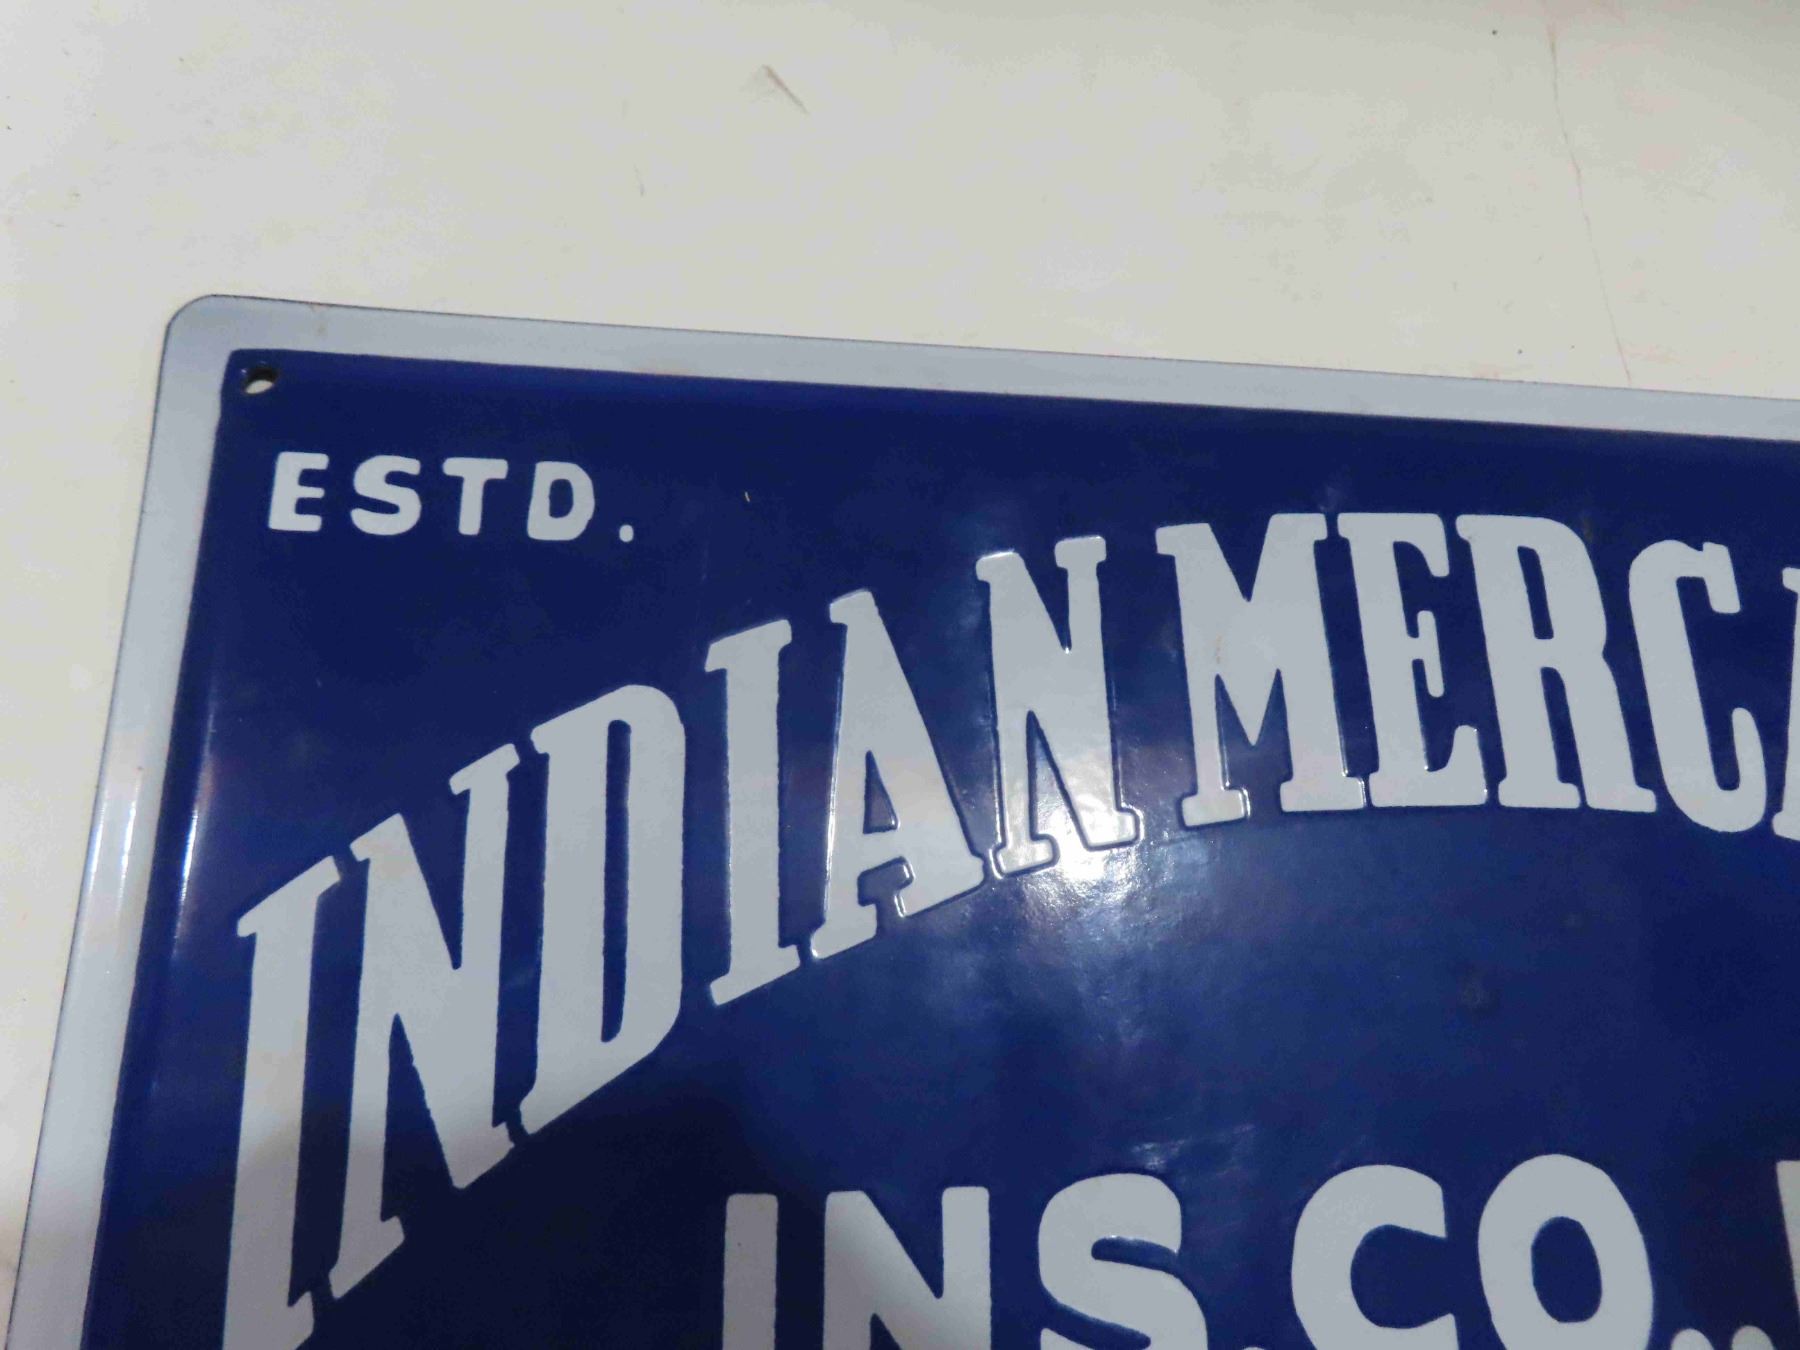 ESTD.
INDIAN MERC
INS. CO..